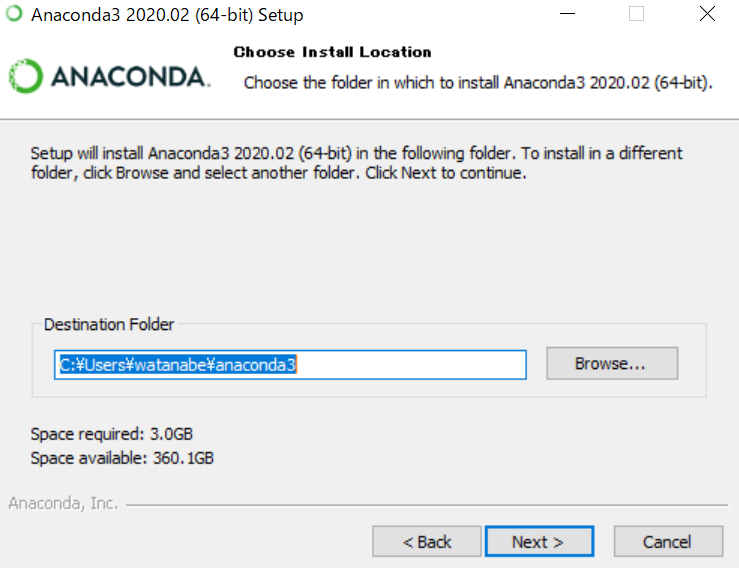 Anaconda3 2020.02 (64-bit) Setup
ANACONDA.
Choose Install Location
Choose the folder in which to install Anaconda3 2020.02 (64-bit).
Setup will install Anaconda3 2020.02 (64-bit) in the following folder. To install in a different
folder, click Browse and select another folder. Click Next to continue.
Destination Folder
C:¥Users¥watanabe¥anaconda3
Browse...
Space required: 3.0GB
Space available: 360.1GB
Anaconda, Inc.
< Back
Next >
Cancel